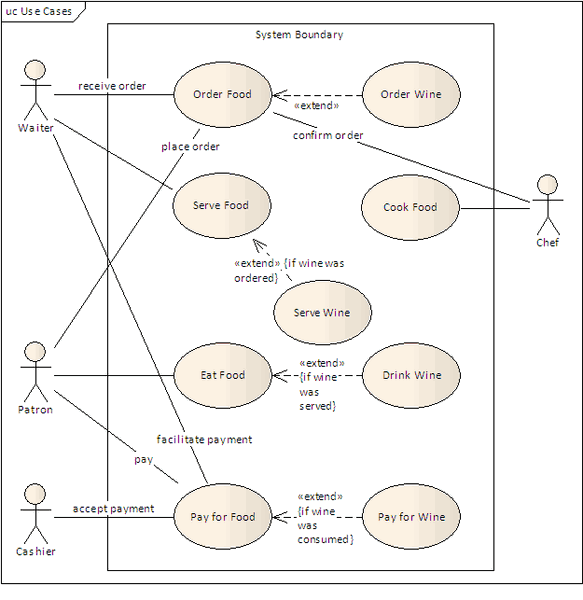 uc Use Cases
System Boundary
receive order
Order Food
Order Wine
«extend»
Waiter
confirm order
place order
Serve Food
Cook Food
Chef
«extend» {if wine was
ordered}
Serve Wine
«extend»
{if wine
was
served}
Eat Food
Drink Wine
Patron
facilitate payment
pay
«extend»
{if wine
was
consumed}
accept payment
Pay for Food
Pay for Wine
Cashier